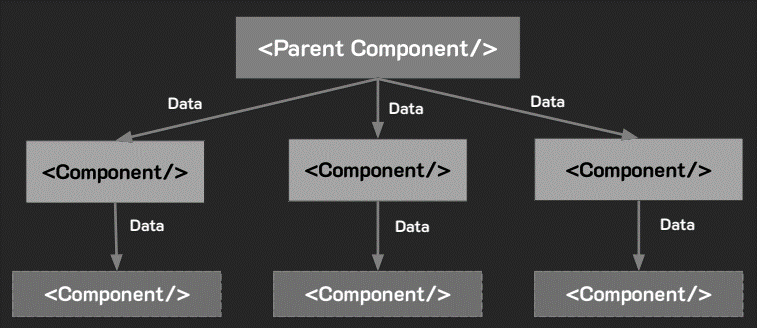 <Parent Component/>
Data
Data
Data
<Component/>
<Component/>
<Component/>
Data
Data
Data
<Component/>
<Component/>
<Component/>